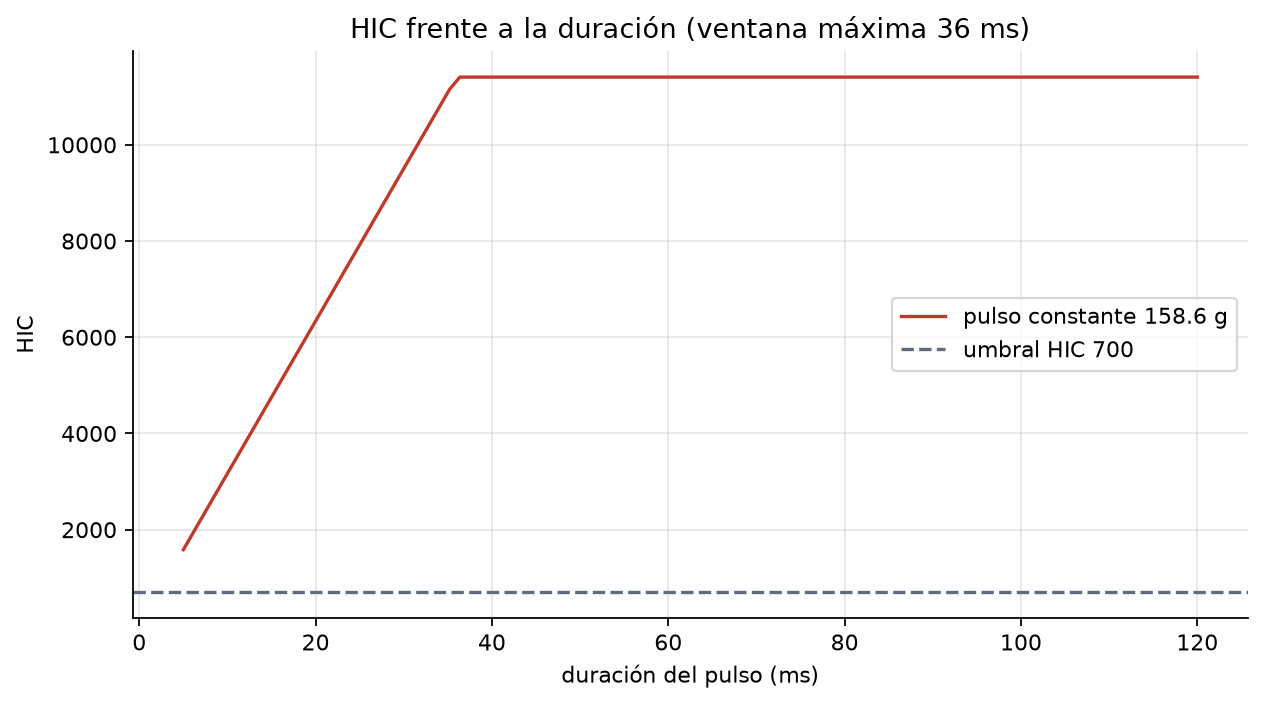 HIC frente a la duración (ventana máxima 36 ms)
HIC
10000
8000
6000
4000
2000
pulso constante 158.6 g
umbral HIC 700
0 20 40 60 80 100 120
duración del pulso (ms)